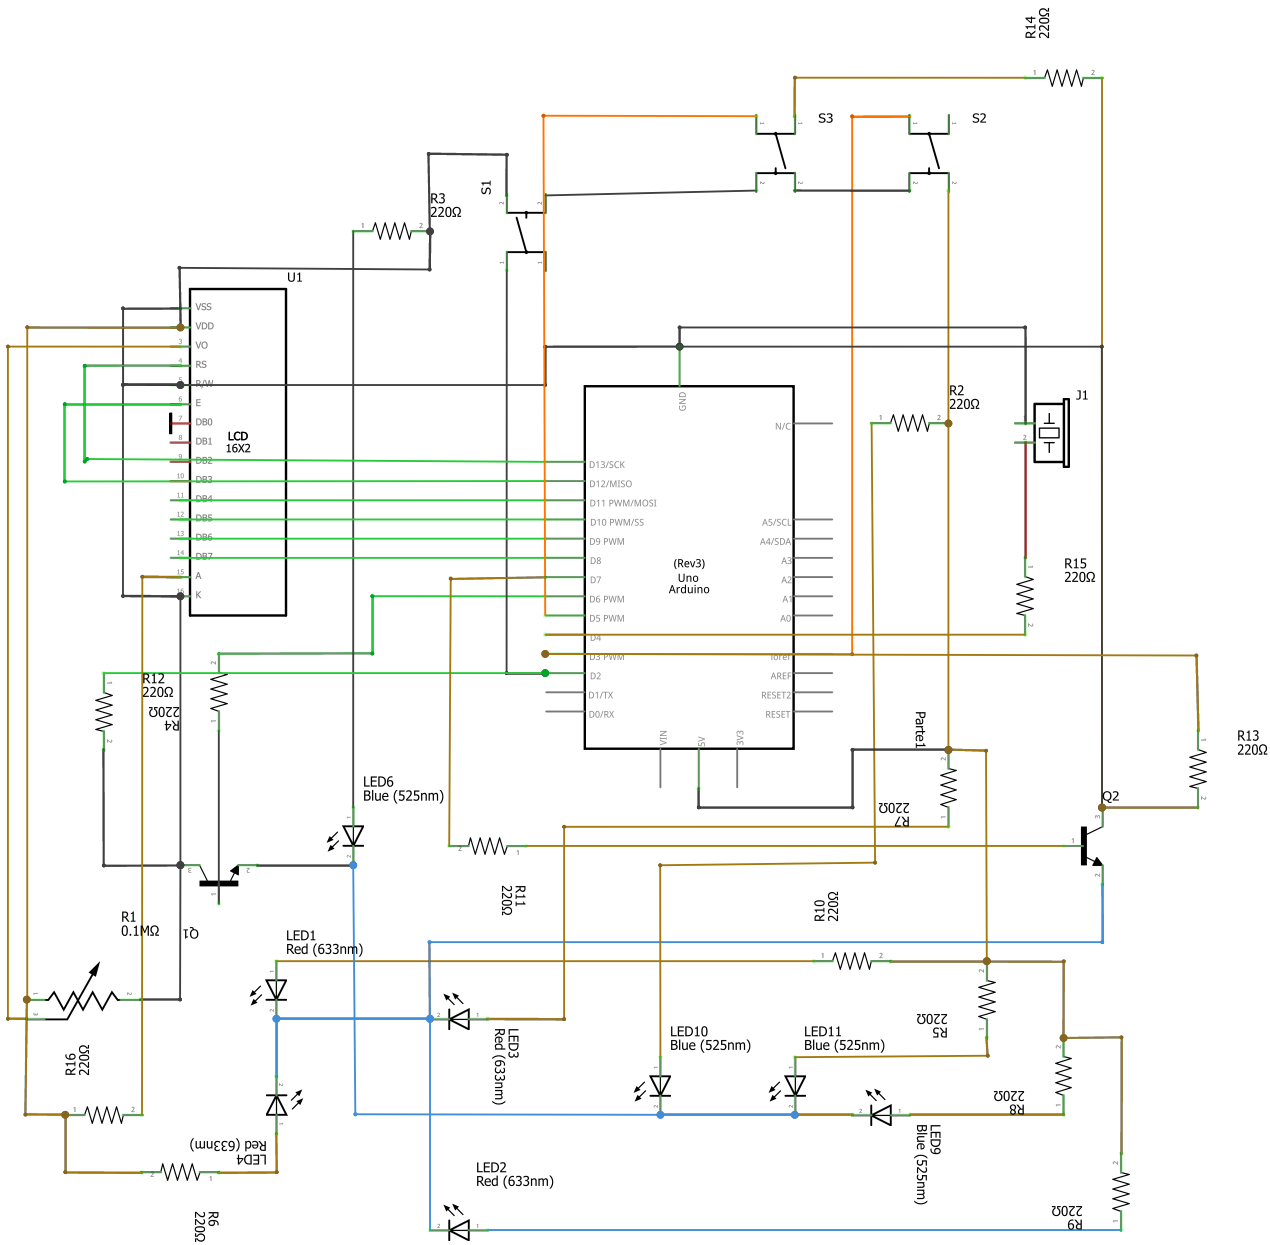 R14
220Ω
S3
S2
S1
R3
220Ω
U1
VSS
VDD
VO
RS
R/W
E
DB0
DB1
DB2
DB3
DB4
DB5
DB6
DB7
A
K
LCD
16X2
GND
N/C
D13/SCK
D12/MISO
D11 PWM/MOSI
D10 PWM/SS
D9 PWM
D8
D7
D6 PWM
D5 PWM
D4
D3 PWM
D2
D1/TX
D0/RX
A5/SCL
A4/SDA
A3
A2
A1
A0
Ioref
AREF
RESET2
RESET
VIN
5V
3V3
(Rev3)
Uno
Arduino
Parte1
R2
220Ω
J1
R15
220Ω
R12
220Ω
R4
220Ω
R13
220Ω
LED6
Blue (525nm)
R7
220Ω
Q2
R11
220Ω
R10
220Ω
R1
0.1MΩ
Q1
LED1
Red (633nm)
LED3
Red (633nm)
LED10
Blue (525nm)
LED11
Blue (525nm)
R5
220Ω
R16
220Ω
R8
220Ω
LED4
Red (633nm)
LED9
Blue (525nm)
LED2
Red (633nm)
R6
220Ω
R9
220Ω